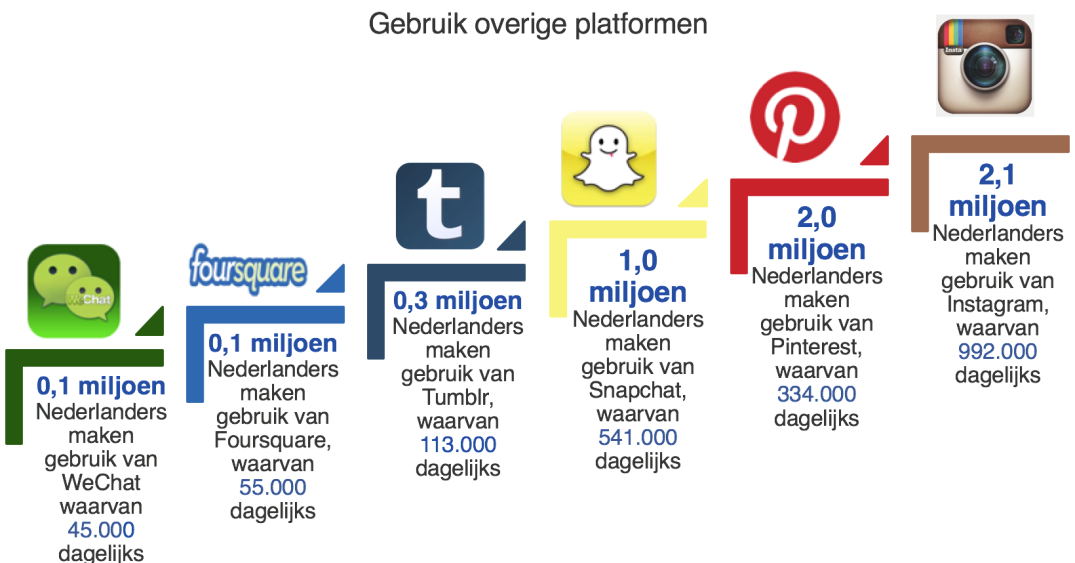 Gebruik overige platformen
WeChat
0,1 miljoen
Nederlanders
maken
gebruik van
WeChat
waarvan
45.000
dagelijks
foursquare
0,1 miljoen
Nederlanders
maken
gebruik van
Foursquare,
waarvan
55.000
dagelijks
t
0,3 miljoen
Nederlanders
maken
gebruik van
Tumblr,
waarvan
113.000
dagelijks
1,0
miljoen
Nederlanders
maken
gebruik van
Snapchat,
waarvan
541.000
dagelijks
2,0
miljoen
Nederlanders
maken
gebruik van
Pinterest,
waarvan
334.000
dagelijks
Insta
2,1
miljoen
Nederlanders
maken
gebruik van
Instagram,
waarvan
992.000
dagelijks